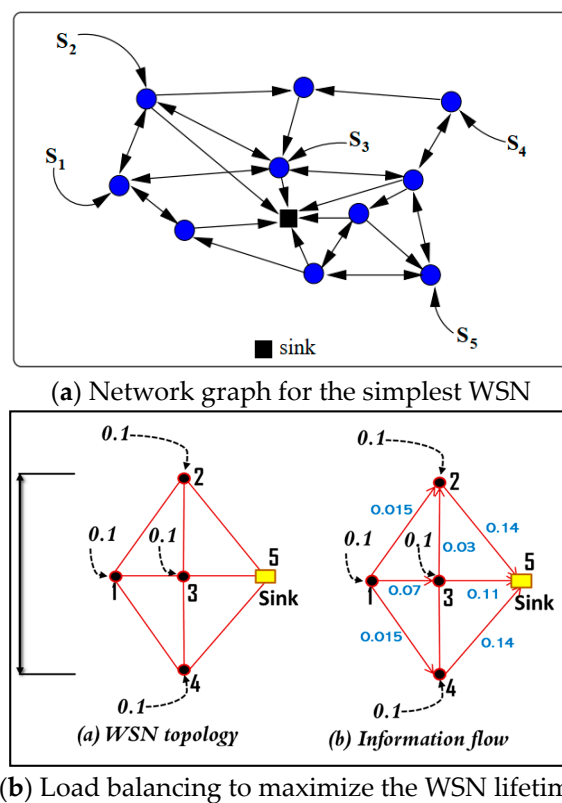 S2
S1
S3
S4
S5
sink
(a) Network graph for the simplest WSN
0.1
0.1
2
2
0.015
0.14
0.1
0.1
5
0.1
0.1
0.03
5
1
3
Sink
1
0.07
3
0.11
Sink
0.015
0.14
4
4
0.1
0.1
(a) WSN topology
(b) Information flow
(b) Load balancing to maximize the WSN lifetim